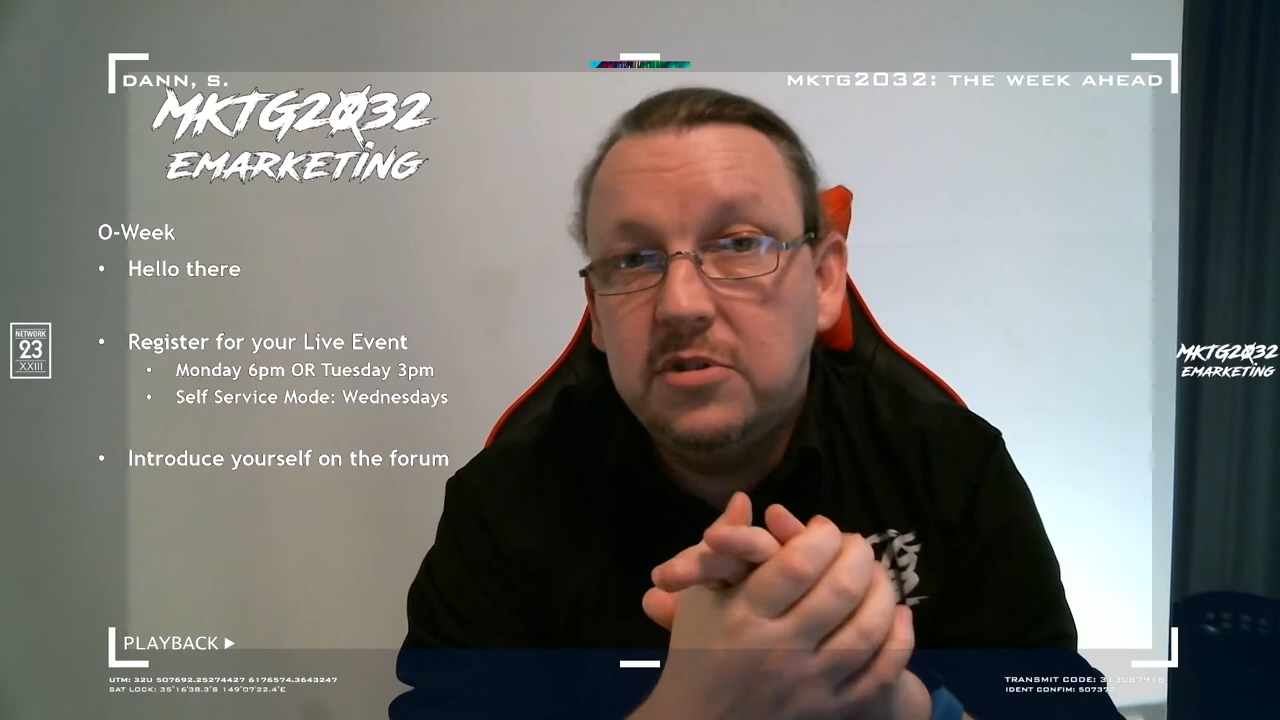 DANN, S.
MKTG2032: THE WEEK AHEAD
MKTG2032
EMARKETING
O-Week
• Hello there
• Register for your Live Event
• Monday 6pm OR Tuesday 3pm
• Self Service Mode: Wednesdays
• Introduce yourself on the forum
NETWORK
23
XXIII
MKTG2032
EMARKETING
PLAYBACK
UTM: 32U 507692.25274427 6176574.3643247
SAT LOCK: 35°16'38.3"S 149°07'22.4"E
TRANSMIT CODE:
IDENT CONFIM: